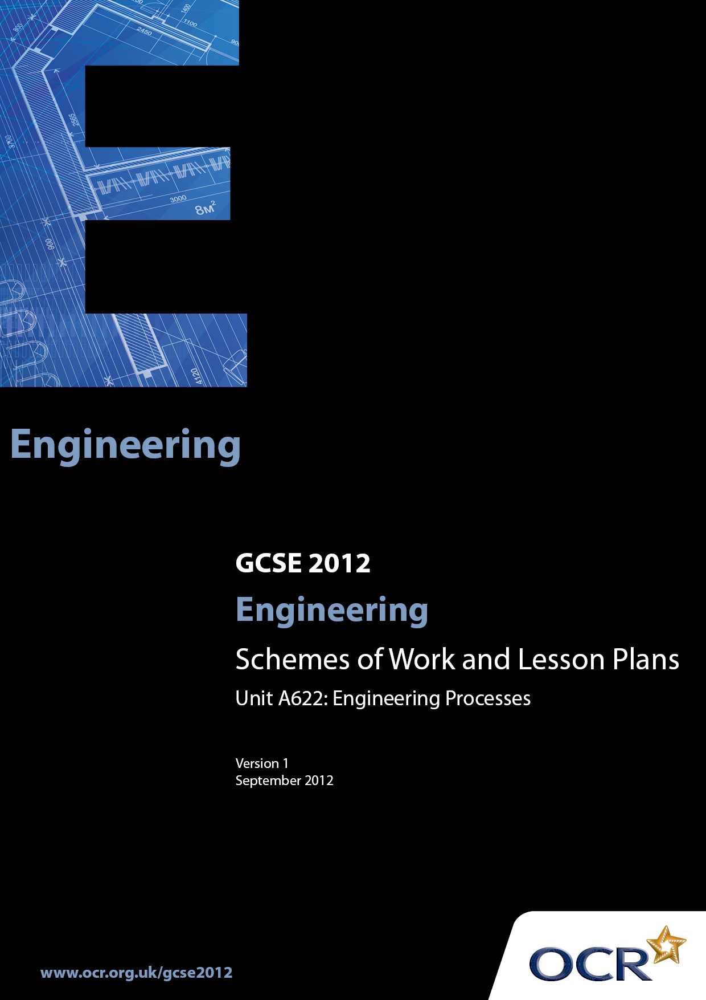 800
2450
1100
1400
2565
3700
3000
8м²
900
4120
Engineering
GCSE 2012
Engineering
Schemes of Work and Lesson Plans
Unit A622: Engineering Processes
Version 1
September 2012
www.ocr.org.uk/gcse2012
OCR